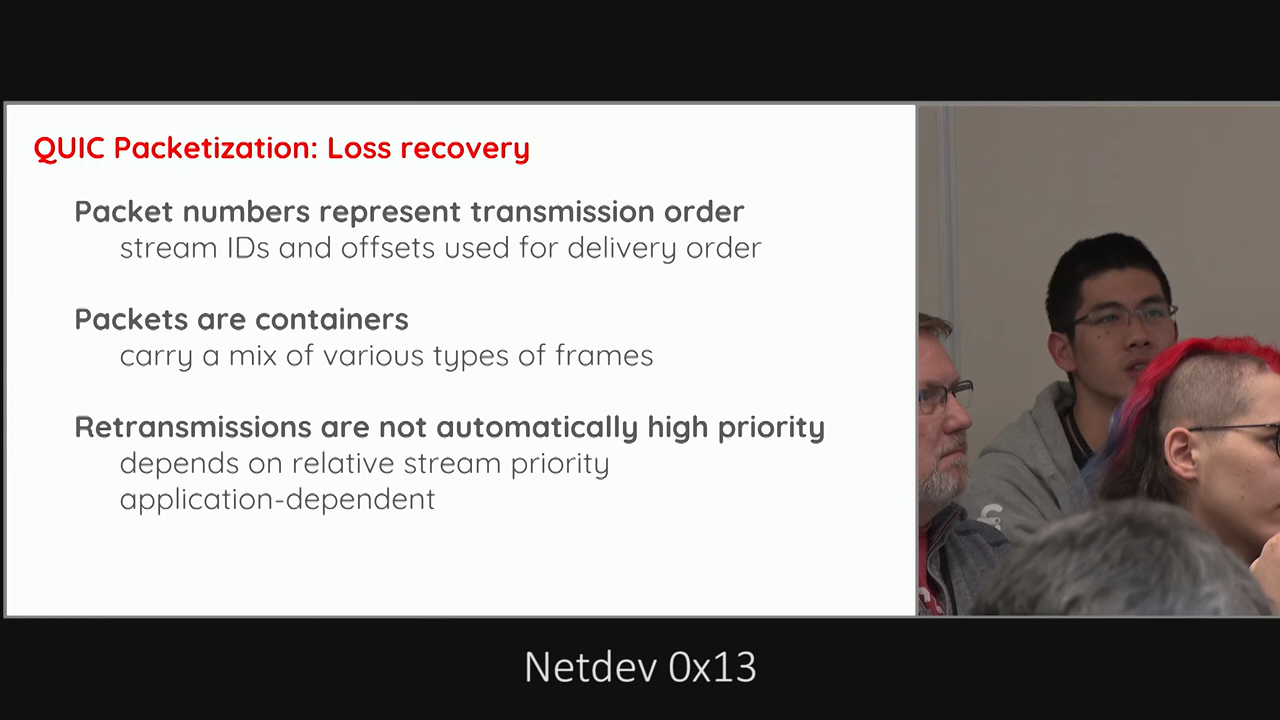 QUIC Packetization: Loss recovery
Packet numbers represent transmission order
stream IDs and offsets used for delivery order
Packets are containers
carry a mix of various types of frames
Retransmissions are not automatically high priority
depends on relative stream priority
application-dependent
Netdev 0x13